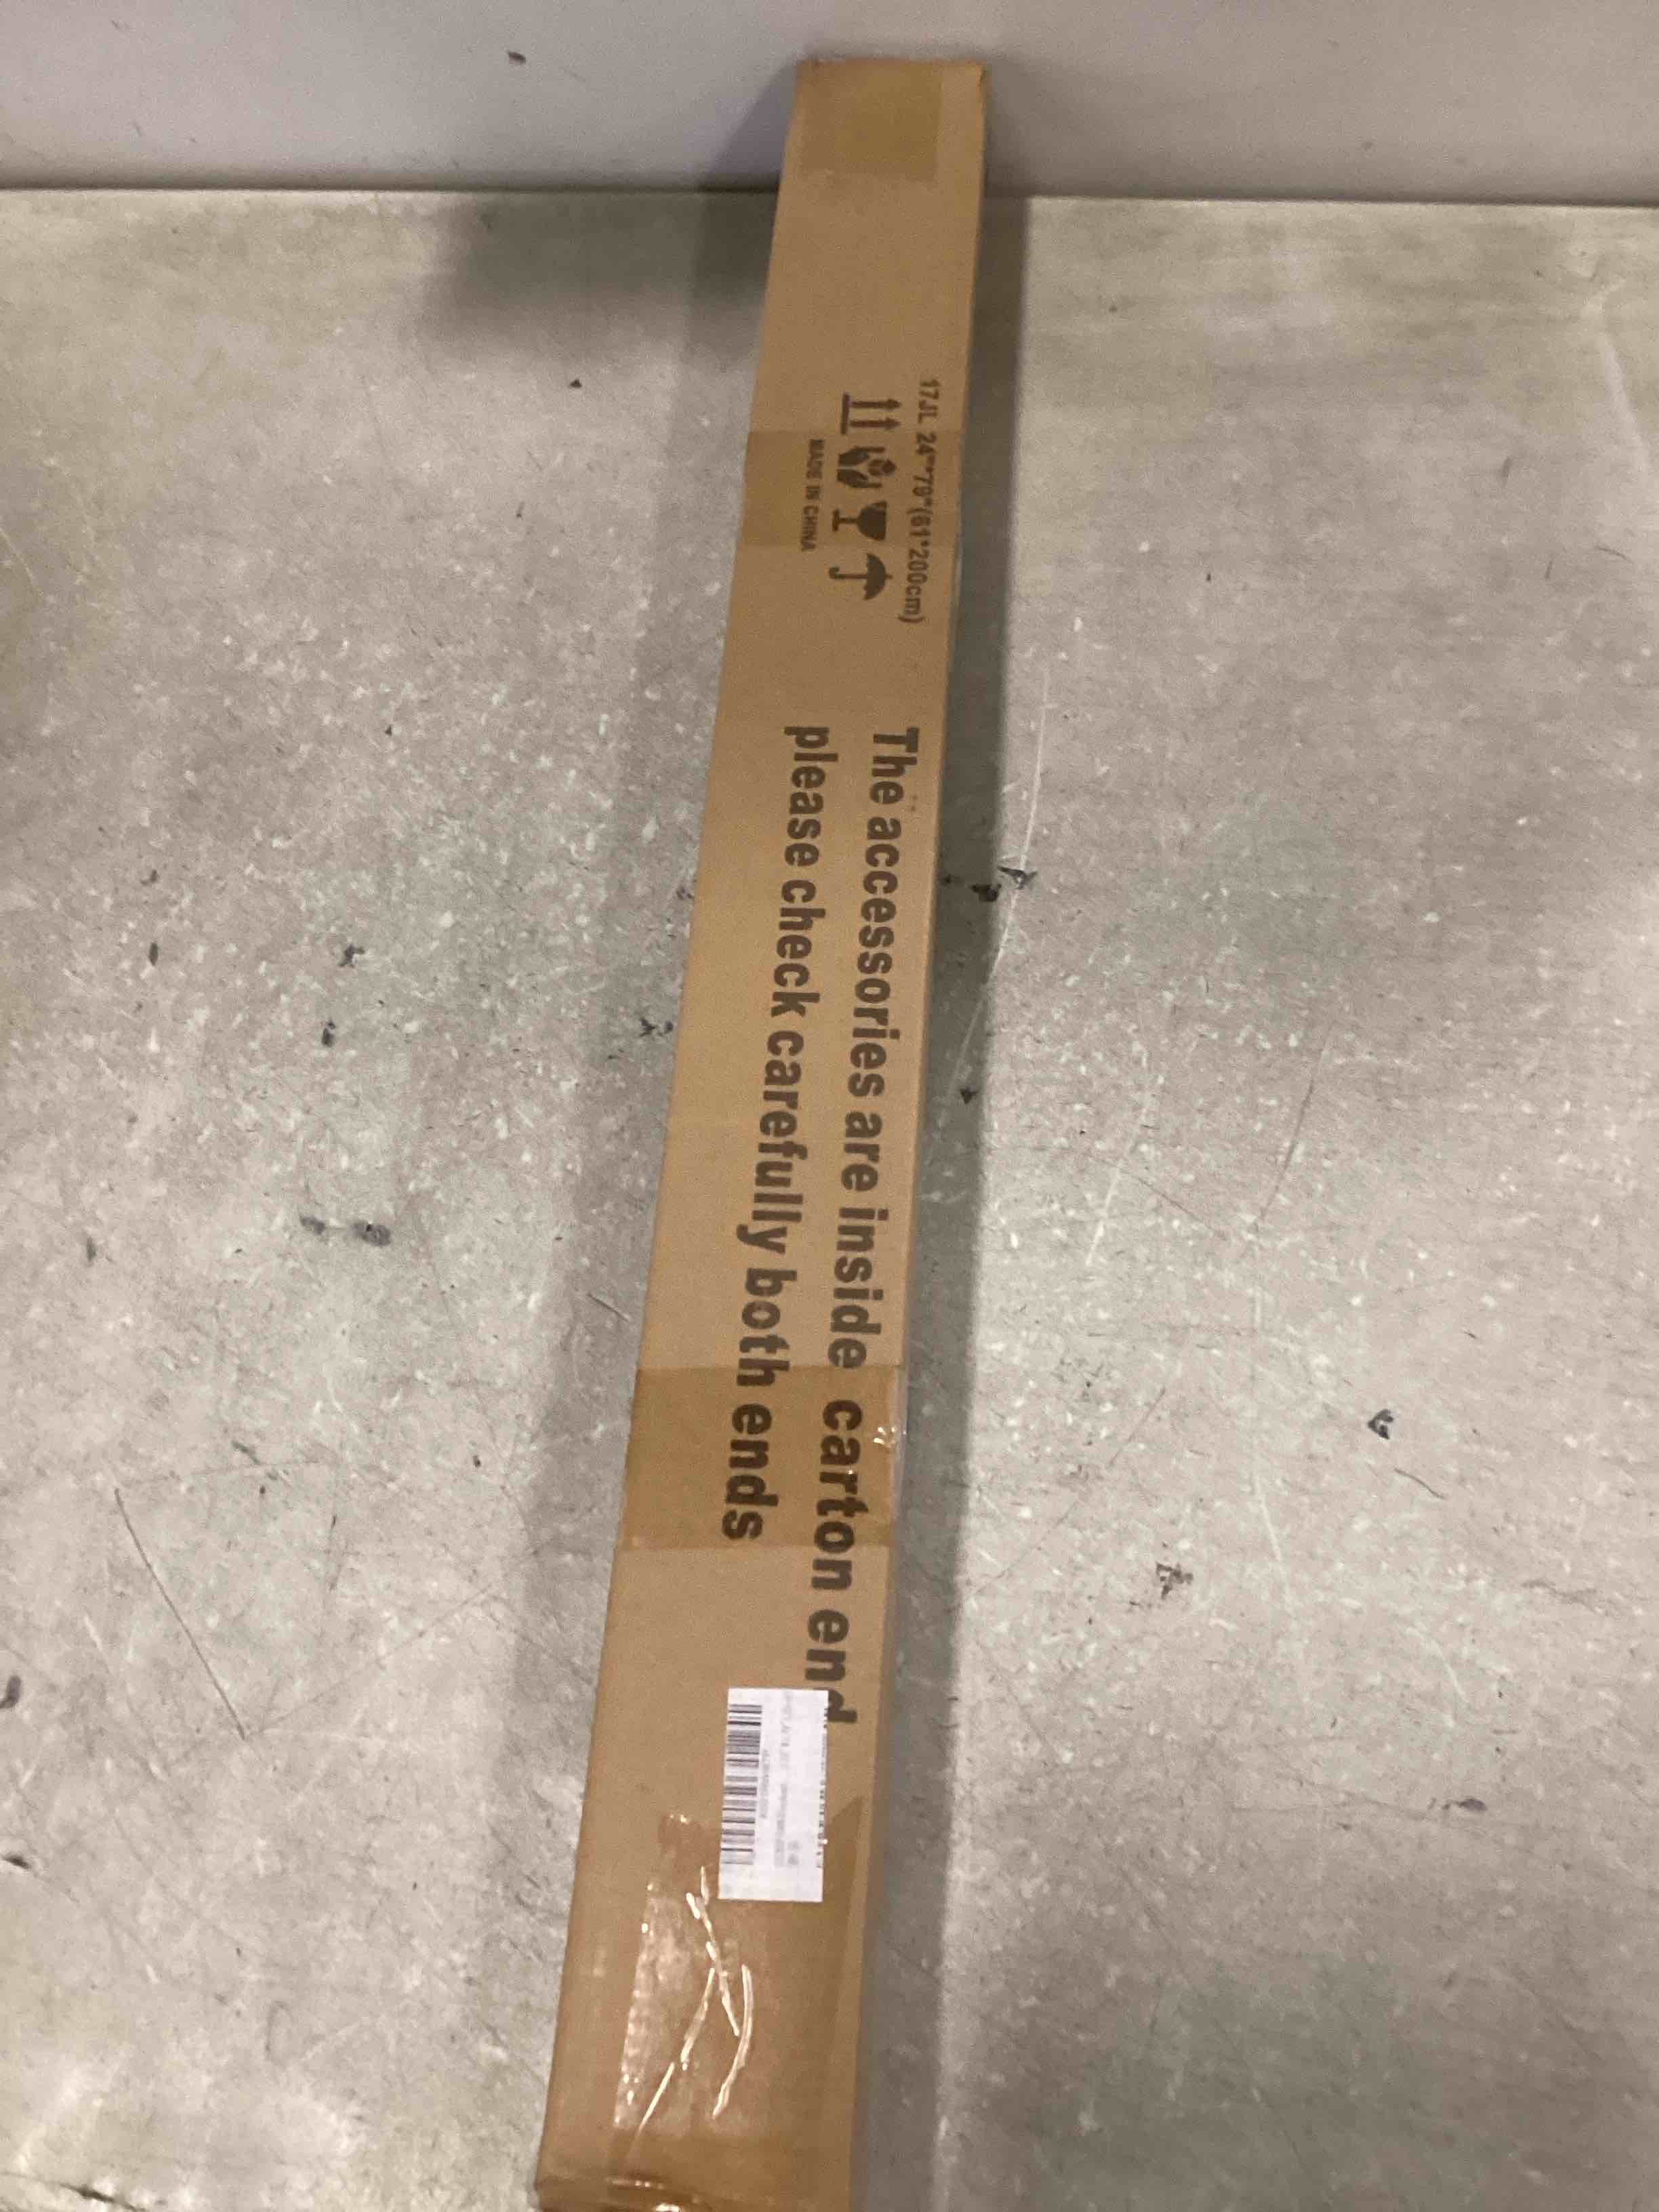 17JL 24"*79"(61*200cm)
MADE IN CHINA
The accessories are inside carton end
please check carefully both ends